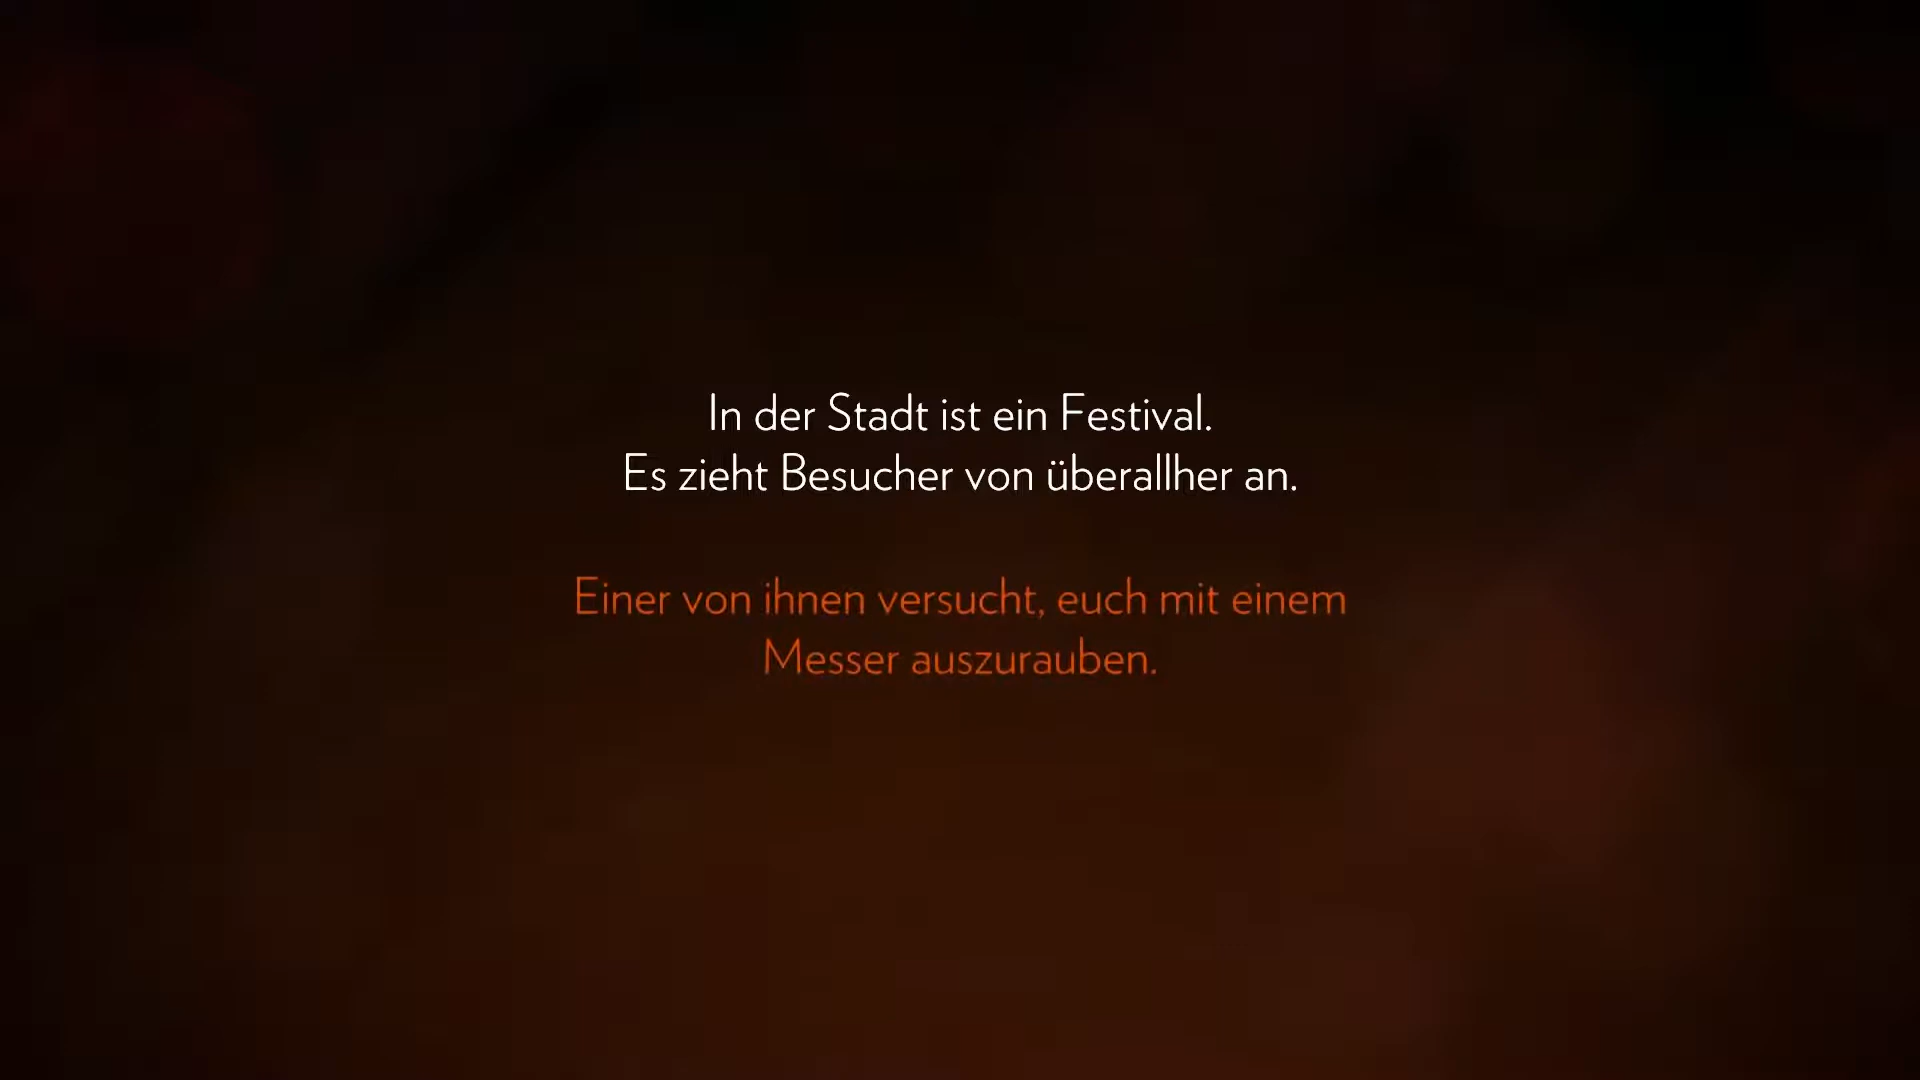 In der Stadt ist ein Festival.
Es zieht Besucher von überallher an.
Einer von ihnen versucht, euch mit einem
Messer auszurauben.